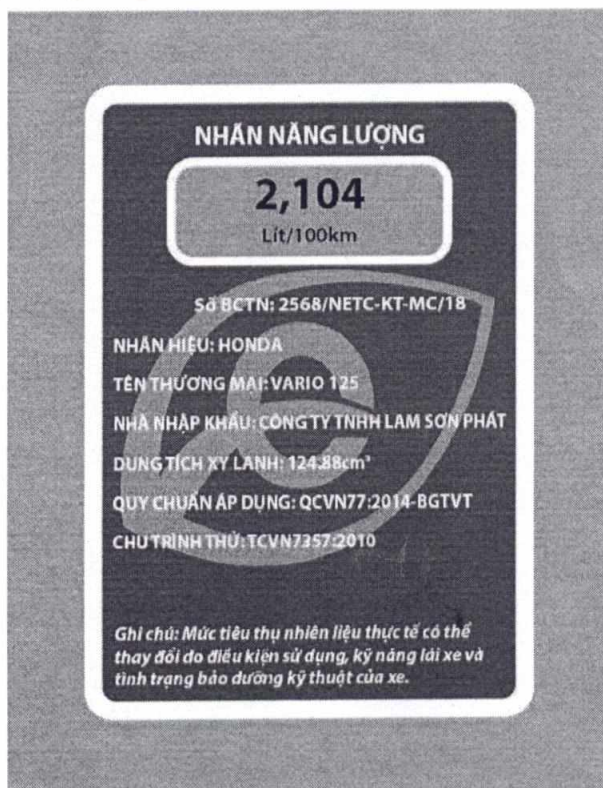 NHÃN NĂNG LƯỢNG
2,104
Lít/100km
Số BCTN: 2568/NETC-KT-MC/18
NHÃN HIỆU: HONDA
TÊN THƯƠNG MẠI: VARIO 125
NHÀ NHẬP KHẨU: CÔNG TY TNHH LAM SƠN PHÁT
DUNG TÍCH XY LANH: 124.88cm³
QUY CHUẨN ÁP DỤNG: QCVN77:2014-BGTVT
CHU TRÌNH THỬ: TCVN7357:2010
Ghi chú: Mức tiêu thụ nhiên liệu thực tế có thể
thay đổi do điều kiện sử dụng, kỹ năng lái xe và
tình trạng bảo dưỡng kỹ thuật của xe.